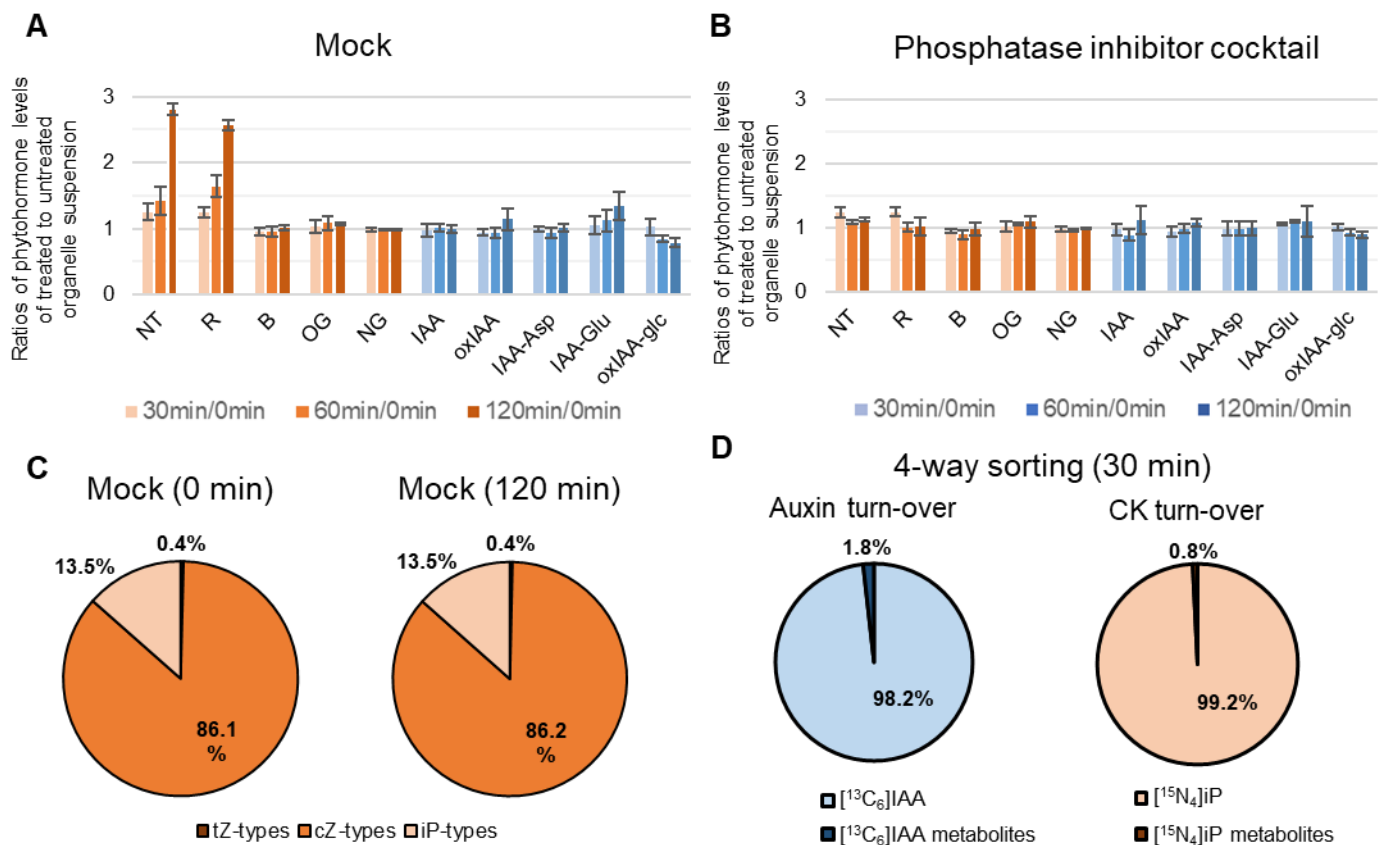 A
Mock
Ratios of phytohormone levels
of treated to untreated
organelle suspension
3
2
1
0
NT
R
B
OG
NG
IAA
oxIAA
IAA-Asp
IAA-Glu
oxIAA-glc
30min/0min 60min/0min 120min/0min
B
Phosphatase inhibitor cocktail
Ratios of phytohormone levels
of treated to untreated
organelle suspension
3
2
1
0
NT
R
B
OG
NG
IAA
oxIAA
IAA-Asp
IAA-Glu
oxIAA-glc
30min/0min 60min/0min 120min/0min
C
Mock (0 min)
0.4%
13.5%
86.1
%
Mock (120 min)
0.4%
13.5%
86.2
%
tZ-types cZ-types iP-types
D
4-way sorting (30 min)
Auxin turn-over
1.8%
98.2%
[¹³C₆]IAA
[¹³C₆]IAA metabolites
CK turn-over
0.8%
99.2%
[¹⁵N₄]iP
[¹⁵N₄]iP metabolites